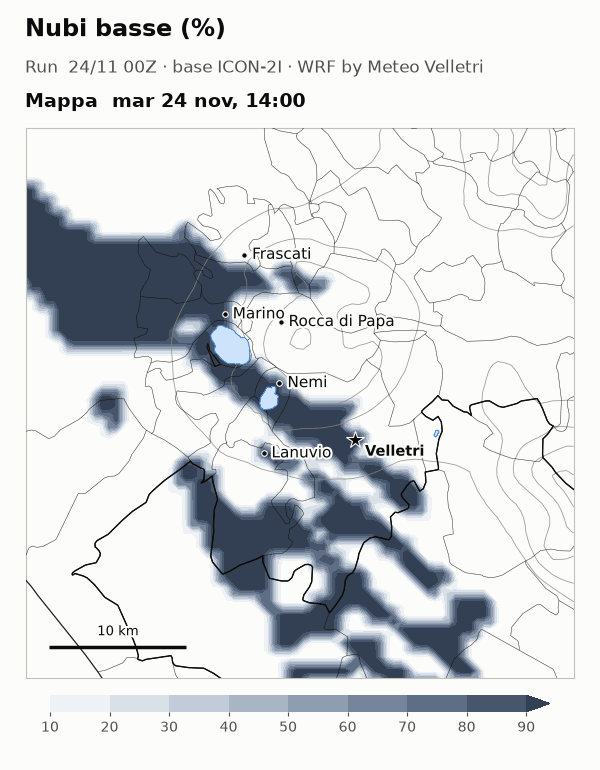 Nubi basse (%)
Run  24/11 00Z · base ICON-2I · WRF by Meteo Velletri
Mappa  mar 24 nov, 14:00
Frascati
Marino
Rocca di Papa
Nemi
Velletri
Lanuvio
10 km
10 20 30 40 50 60 70 80 90